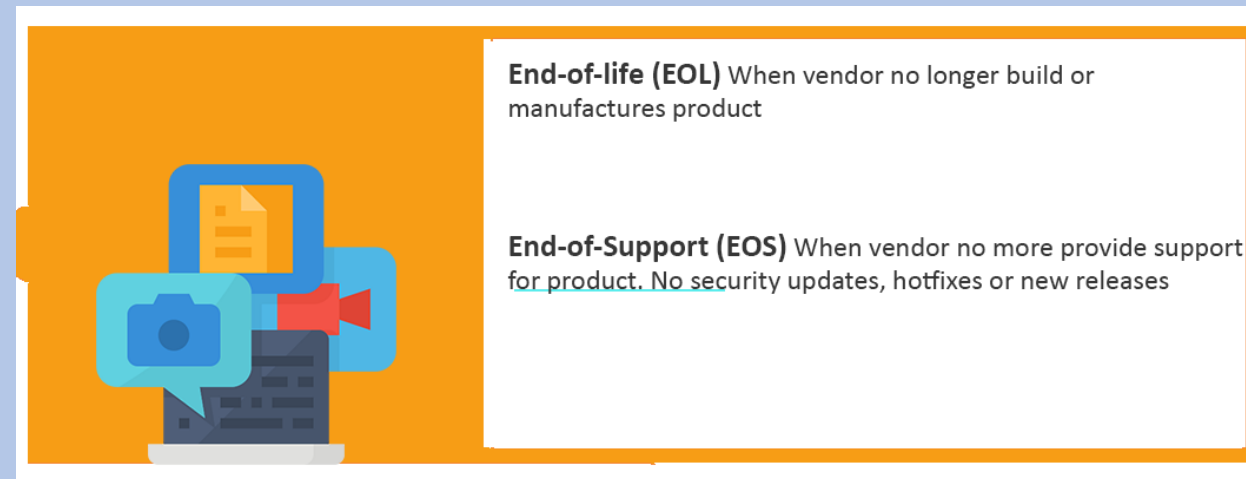 End-of-life (EOL) When vendor no longer build or
manufactures product
End-of-Support (EOS) When vendor no more provide support
for product. No security updates, hotfixes or new releases